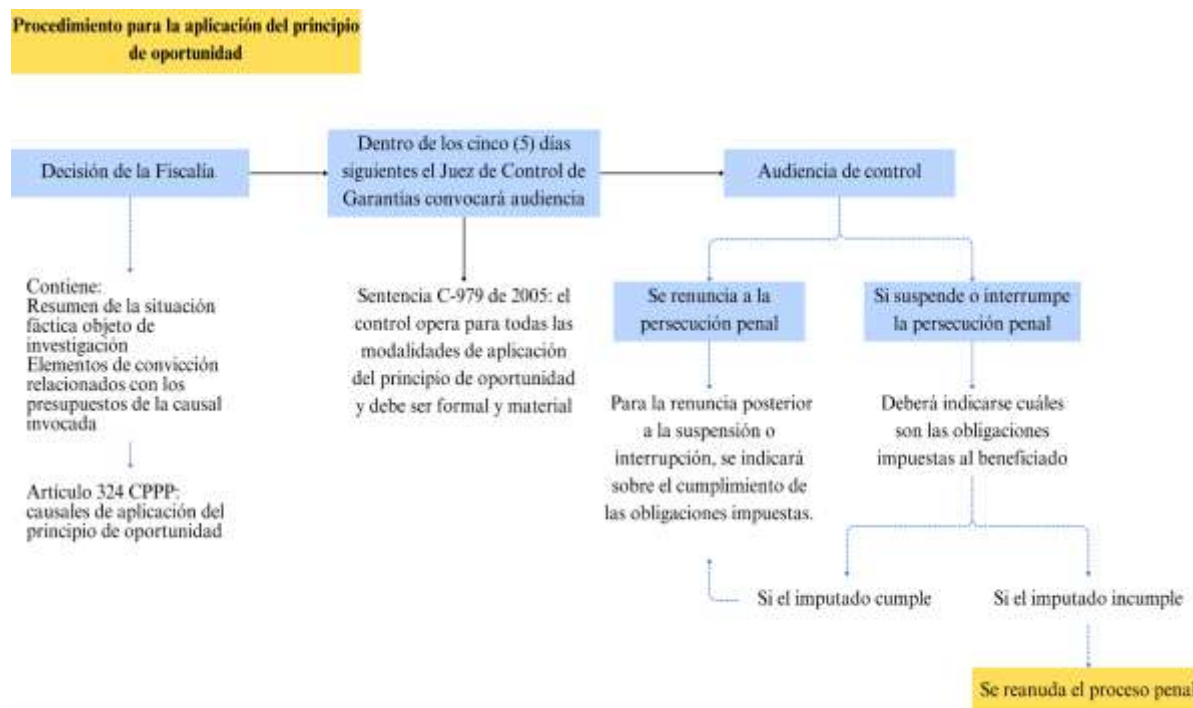 Procedimiento para la aplicación del principio
de oportunidad
Decisión de la Fiscalía
Dentro de los cinco (5) días
siguientes el Juez de Control de
Garantías convocará audiencia
Audiencia de control
Contiene:
Resumen de la situación
fáctica objeto de
investigación
Elementos de convicción
relacionados con los
presupuestos de la causal
invocada
Artículo 324 CPPP:
causales de aplicación del
principio de oportunidad
Sentencia C-979 de 2005: el
control opera para todas las
modalidades de aplicación
del principio de oportunidad
y debe ser formal y material
Se renuncia a la
persecución penal
Para la renuncia posterior
a la suspensión o
interrupción, se indicará
sobre el cumplimiento de
las obligaciones impuestas.
Si suspende o interrumpe
la persecución penal
Deberá indicarse cuáles
son las obligaciones
impuestas al beneficiado
Si el imputado cumple
Si el imputado incumple
Se reanuda el proceso penal